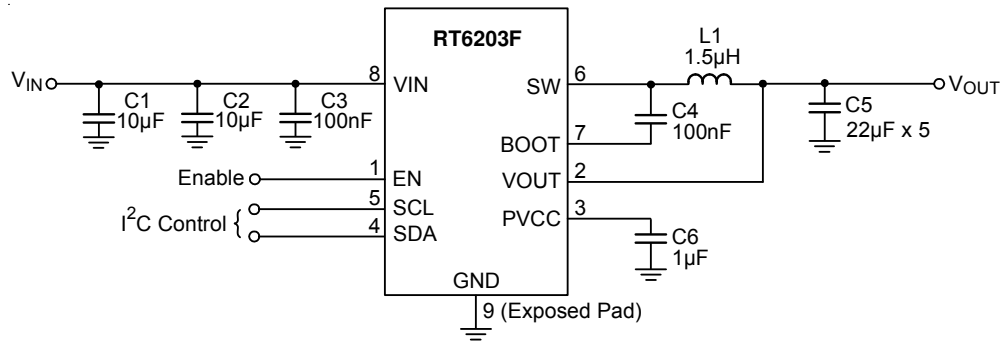 RT6203F
L1
1.5µH
VIN
8
VIN
SW
6
VOUT
C1
10µF
C2
10µF
C3
100nF
C4
100nF
C5
22µF x 5
BOOT
7
Enable
1
EN
VOUT
2
I2C Control
5
SCL
4
SDA
PVCC
3
C6
1µF
GND
9 (Exposed Pad)